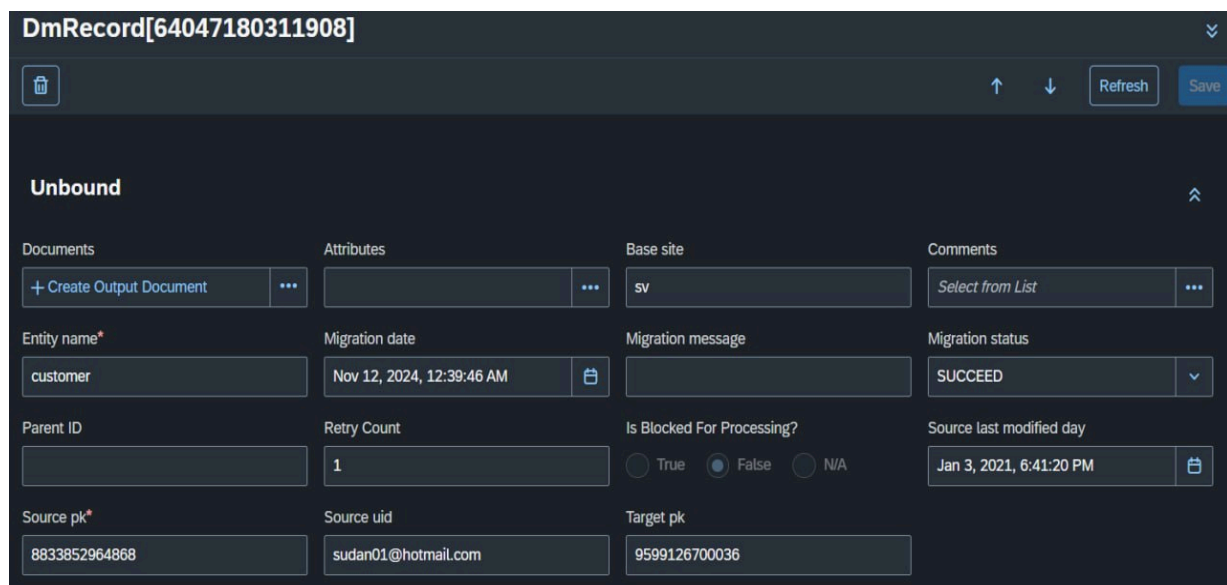 DmRecord[64047180311908]
Refresh Save
Unbound
Documents Attributes Base site Comments
+ Create Output Document ••• ••• sv Select from List •••
Entity name* Migration date Migration message Migration status
customer Nov 12, 2024, 12:39:46 AM SUCCEED
Parent ID Retry Count Is Blocked For Processing? Source last modified day
1 True False N/A Jan 3, 2021, 6:41:20 PM
Source pk* Source uid Target pk
8833852964868 sudan01@hotmail.com 9599126700036